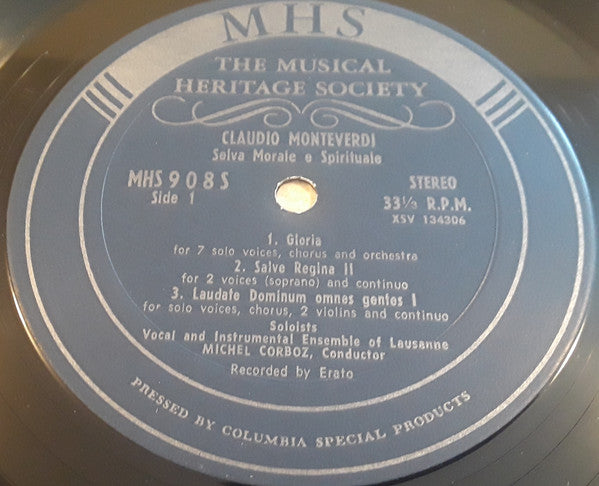 MHS
THE MUSICAL
HERITAGE SOCIETY
CLAUDIO MONTEVERDI
Selva Morale e Spirituale
MHS 908S
Side 1
STEREO
33⅓ R.P.M.
XSV 134306
1. Gloria
for 7 solo voices, chorus and orchestra
2. Salve Regina II
for 2 voices (soprano) and continuo
3. Laudate Dominum omnes gentes I
for solo voices, chorus, 2 violins and continuo
Soloists
Vocal and Instrumental Ensemble of Lausanne
MICHEL CORBOZ, Conductor
Recorded by Erato
PRESSED BY COLUMBIA SPECIAL PRODUCTS